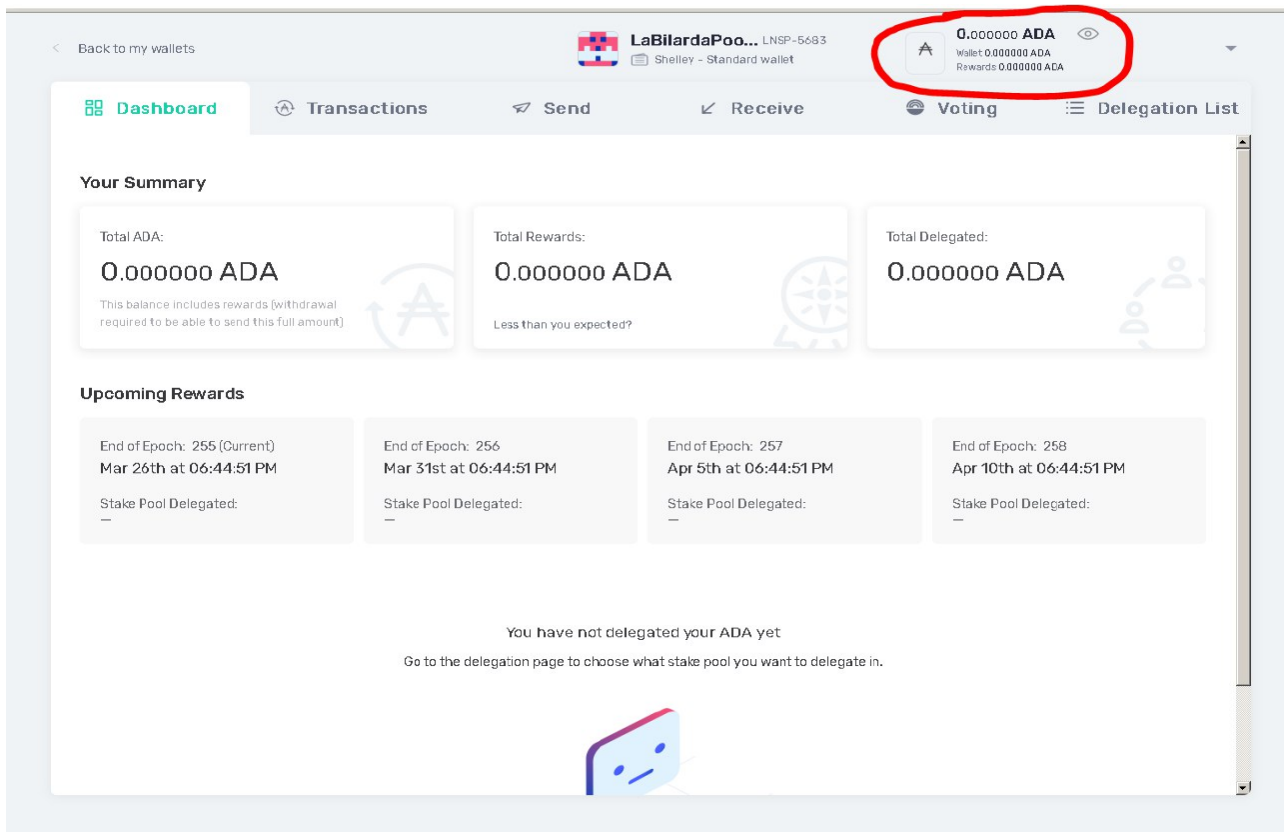 Back to my wallets
LaBilardaPoo... LNSP-5683
Shelley - Standard wallet
0.000000 ADA
Wallet 0.000000 ADA
Rewards 0.000000 ADA
Dashboard
Transactions
Send
Receive
Voting
Delegation List
Your Summary
Total ADA:
0.000000 ADA
This balance includes rewards (withdrawal
required to be able to send this full amount)
Total Rewards:
0.000000 ADA
Less than you expected?
Total Delegated:
0.000000 ADA
Upcoming Rewards
End of Epoch: 255 (Current)
Mar 26th at 06:44:51 PM
Stake Pool Delegated:
—
End of Epoch: 256
Mar 31st at 06:44:51 PM
Stake Pool Delegated:
—
End of Epoch: 257
Apr 5th at 06:44:51 PM
Stake Pool Delegated:
—
End of Epoch: 258
Apr 10th at 06:44:51 PM
Stake Pool Delegated:
—
You have not delegated your ADA yet
Go to the delegation page to choose what stake pool you want to delegate in.